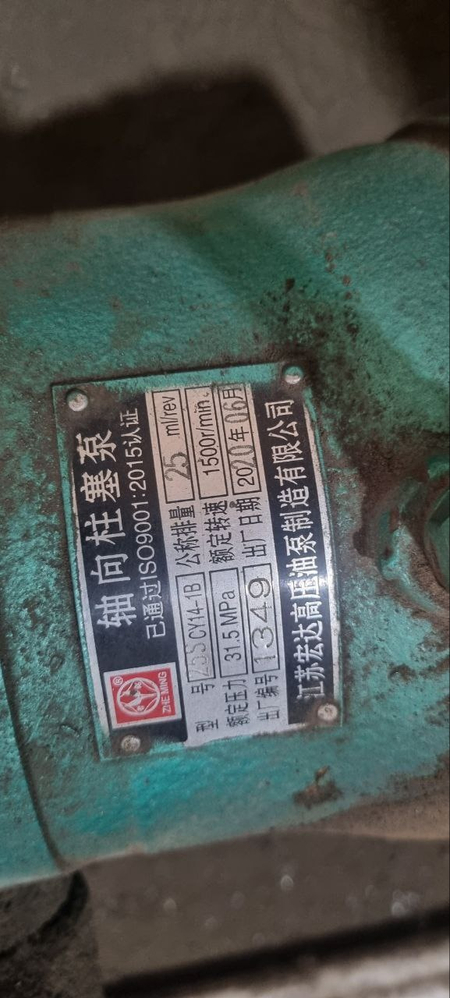 轴向柱塞泵
已通过ISO9001:2015认证
ZHE MING
®
型号 25SCY14-1B 公称排量 25 ml/rev
额定压力 31.5 MPa 额定转速 1500r/min
出厂编号 1349 出厂日期 2020年06月
江苏宏达高压油泵制造有限公司